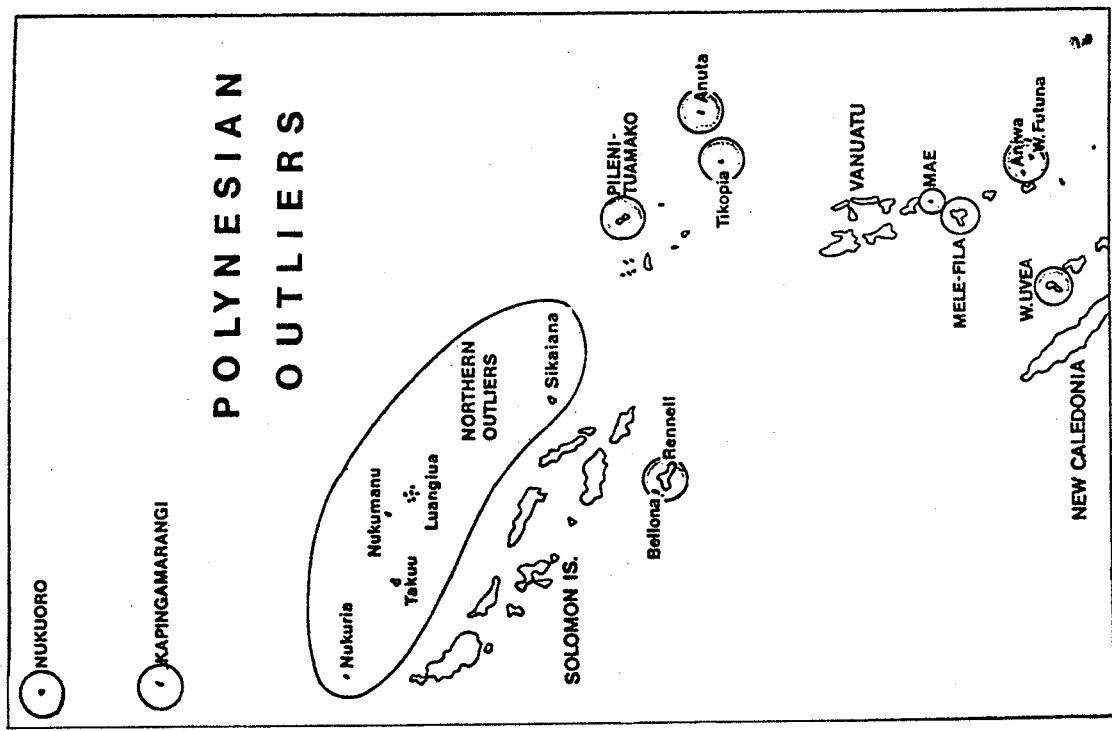 POLYNESIAN
OUTLIERS
NUKUORO
KAPINGAMARANGI
Nukuria
Takuu
Nukumanu
Luangiua
NORTHERN
OUTLIERS
Sikaiana
SOLOMON IS.
Bellona
Rennell
PILENI-
TUAMAKO
Anuta
Tikopia
VANUATU
MAE
MELE-FILA
Aniwa
W. Futuna
W. UVEA
NEW CALEDONIA